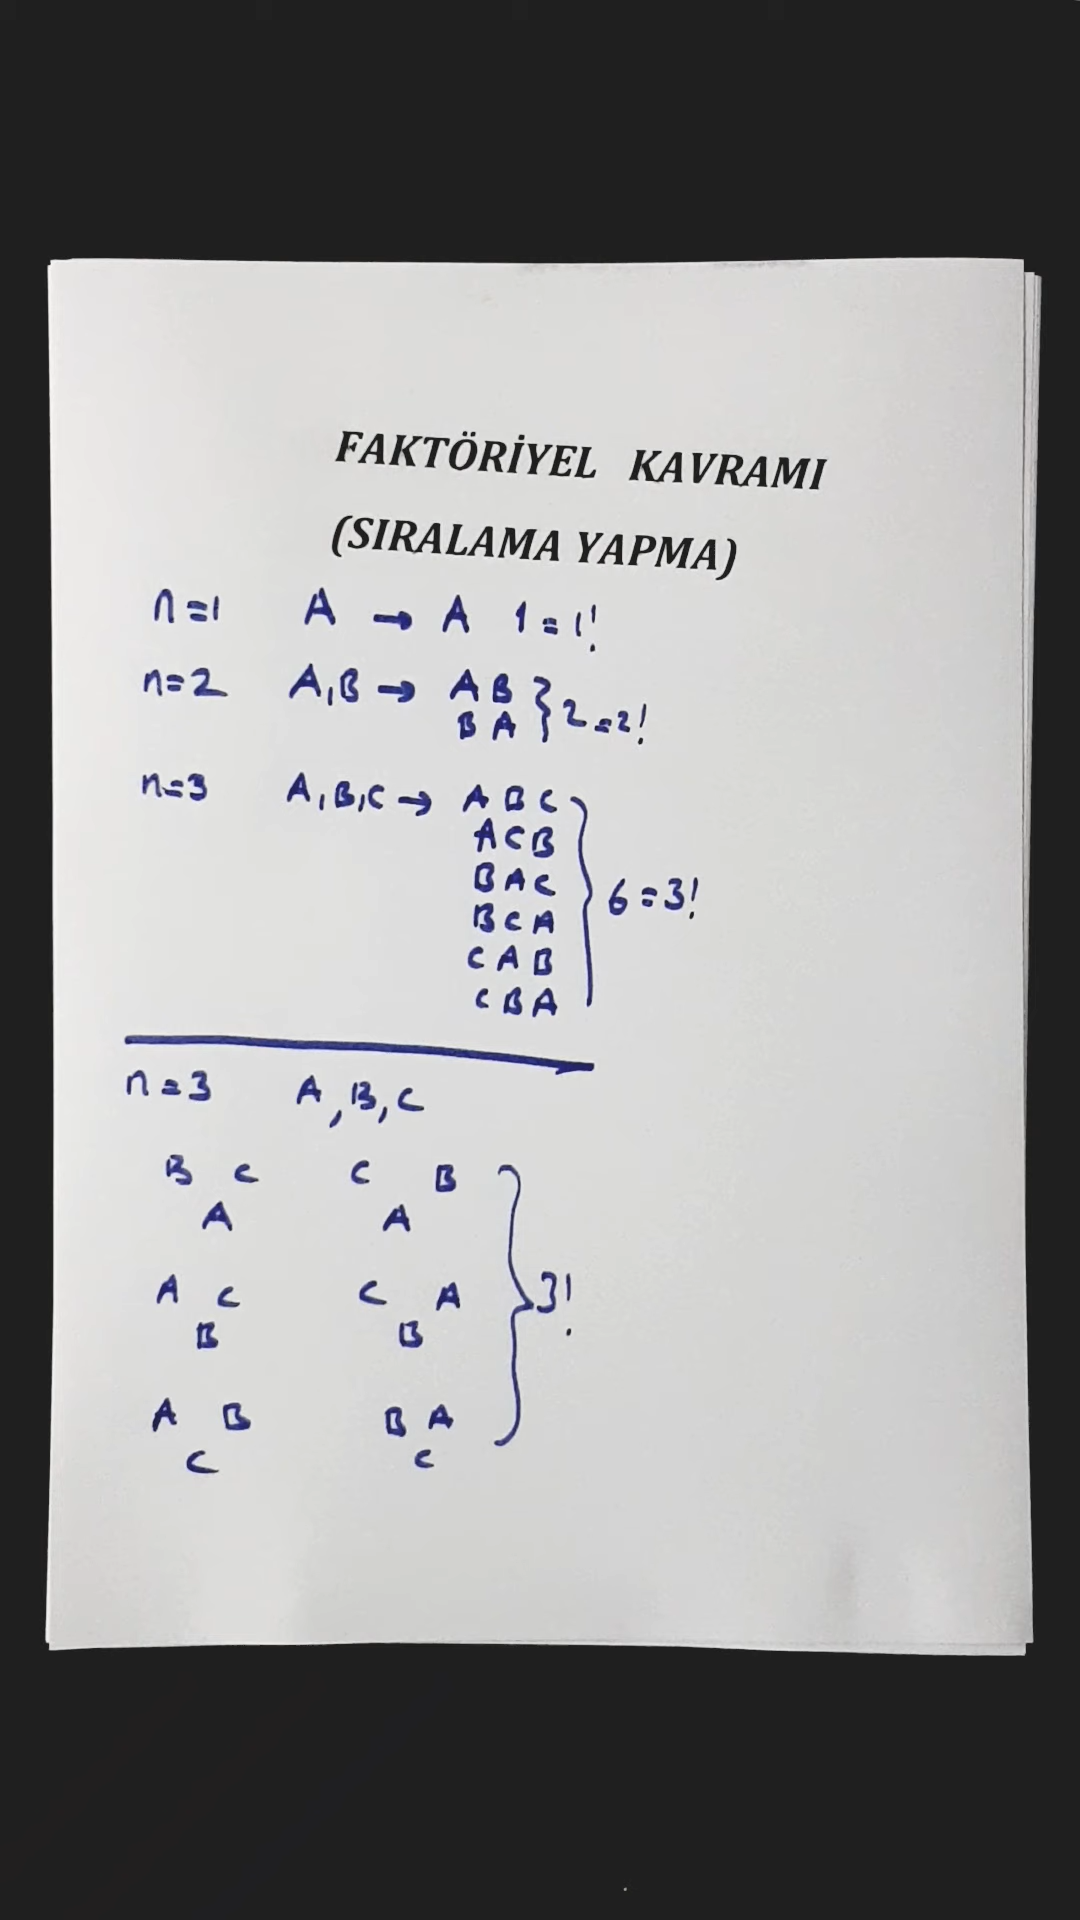 FAKTÖRİYEL KAVRAMI
(SIRALAMA YAPMA)
n=1 A → A 1=1!
n=2 A,B → AB } 2=2!
BA
n=3 A,B,C → ABC
ACB
BAC } 6=3!
BCA
CAB
CBA
n=3 A,B,C
B C C B
A A
A C C A } 3!
B B
A B B A
C C